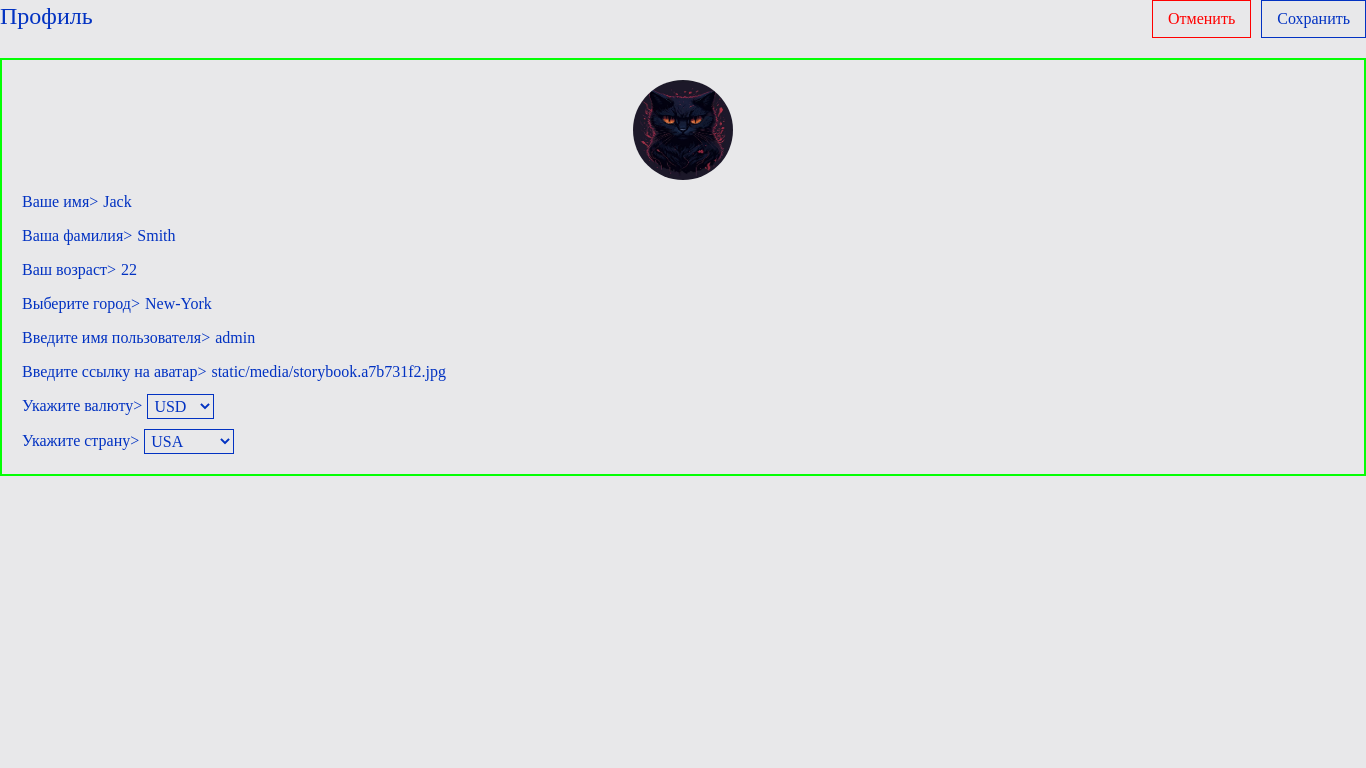 Профиль
Отменить
Сохранить
Ваше имя> Jack
Ваша фамилия> Smith
Ваш возраст> 22
Выберите город> New-York
Введите имя пользователя> admin
Введите ссылку на аватар> static/media/storybook.a7b731f2.jpg
Укажите валюту> USD
Укажите страну> USA